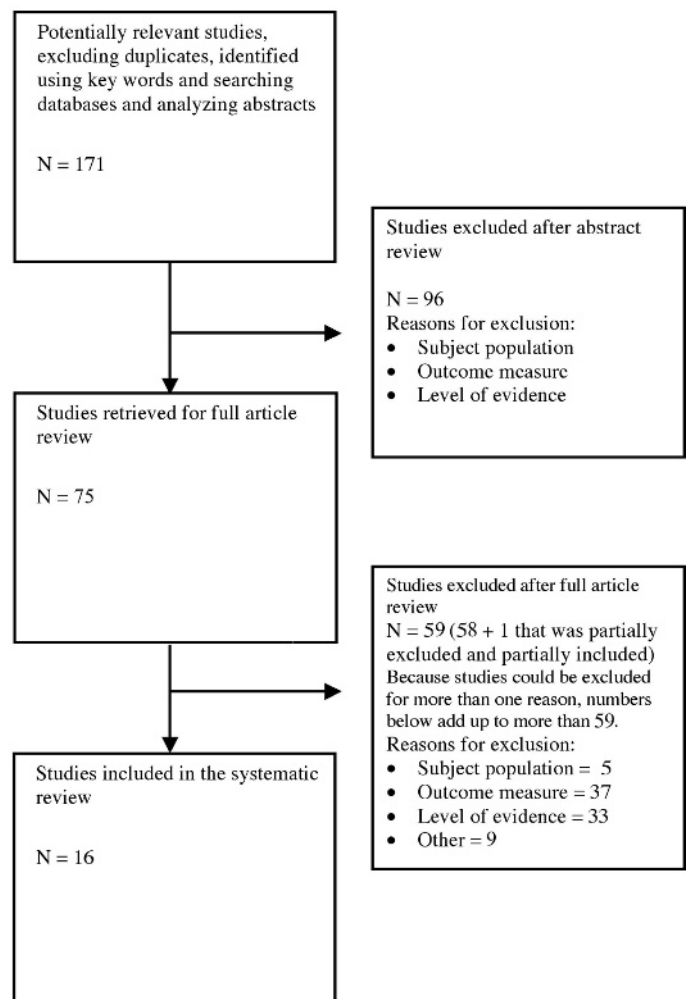 Potentially relevant studies,
excluding duplicates, identified
using key words and searching
databases and analyzing abstracts
N = 171
Studies excluded after abstract
review
N = 96
Reasons for exclusion:
• Subject population
• Outcome measure
• Level of evidence
Studies retrieved for full article
review
N = 75
Studies excluded after full article
review
N = 59 (58 + 1 that was partially
excluded and partially included)
Because studies could be excluded
for more than one reason, numbers
below add up to more than 59.
Reasons for exclusion:
• Subject population = 5
• Outcome measure = 37
• Level of evidence = 33
• Other = 9
Studies included in the systematic
review
N = 16